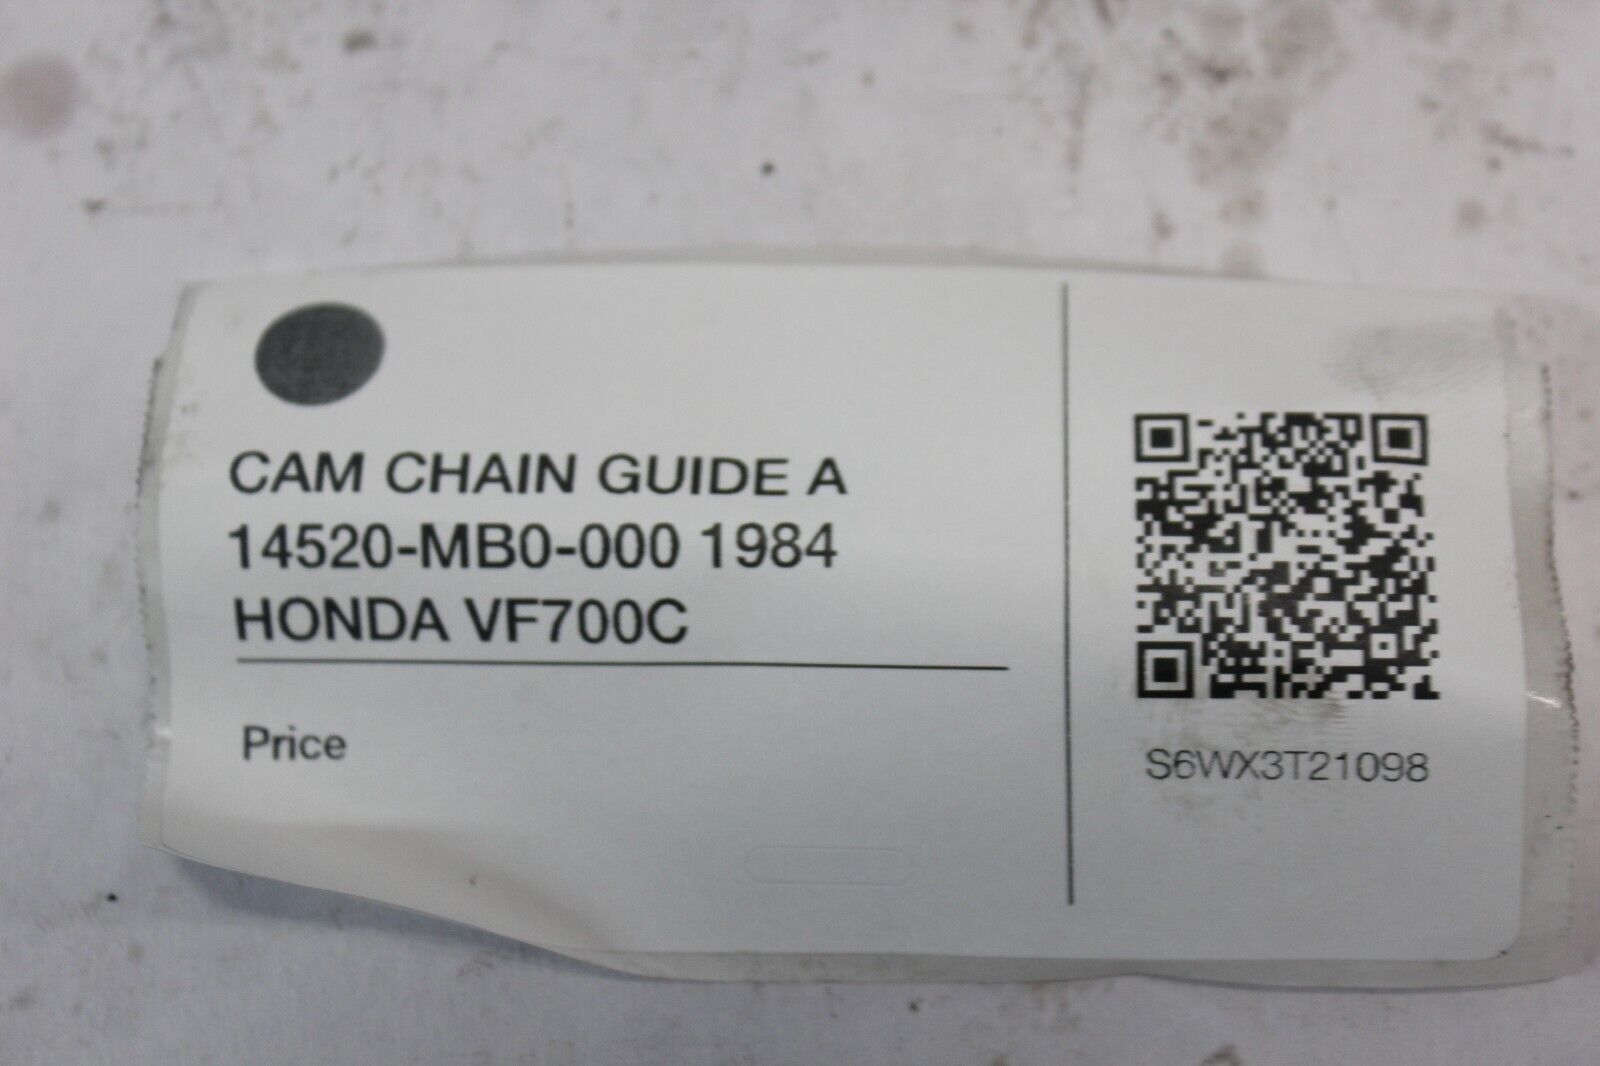 CAM CHAIN GUIDE A
14520-MB0-000 1984
HONDA VF700C
Price
S6WX3T21098